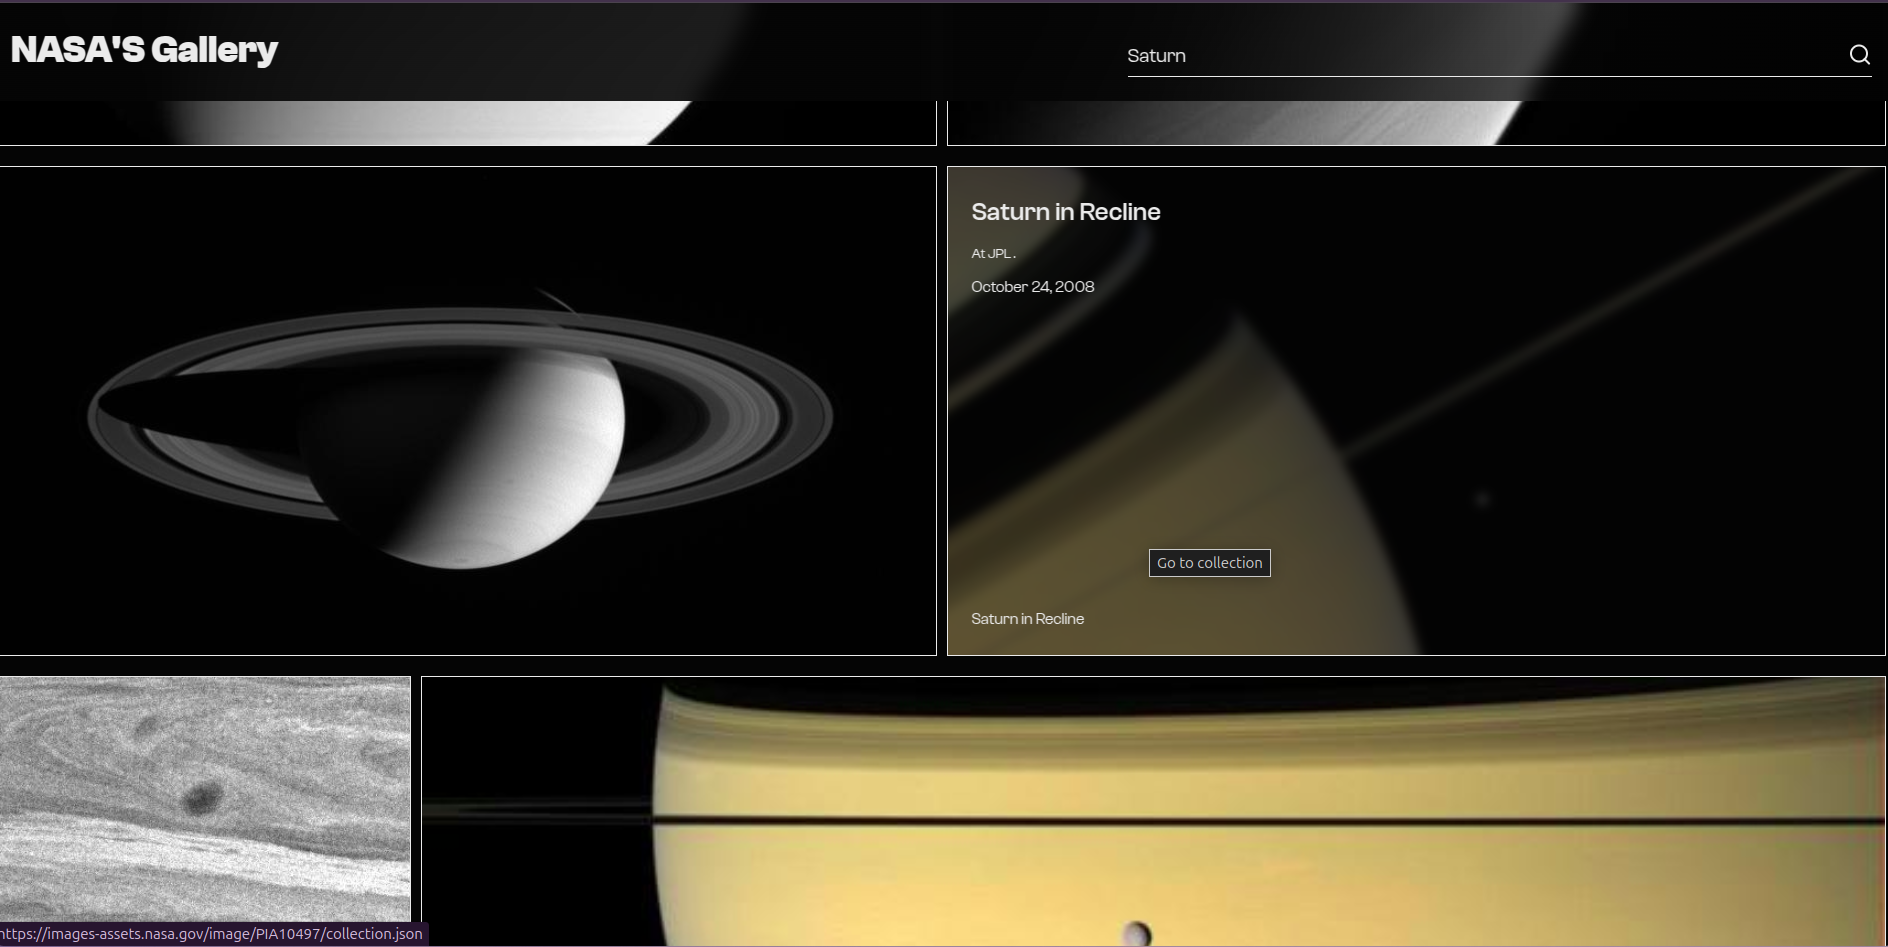 NASA'S Gallery
Saturn
Saturn in Recline
At JPL .
October 24, 2008
Go to collection
Saturn in Recline
https://images-assets.nasa.gov/image/PIA10497/collection.json